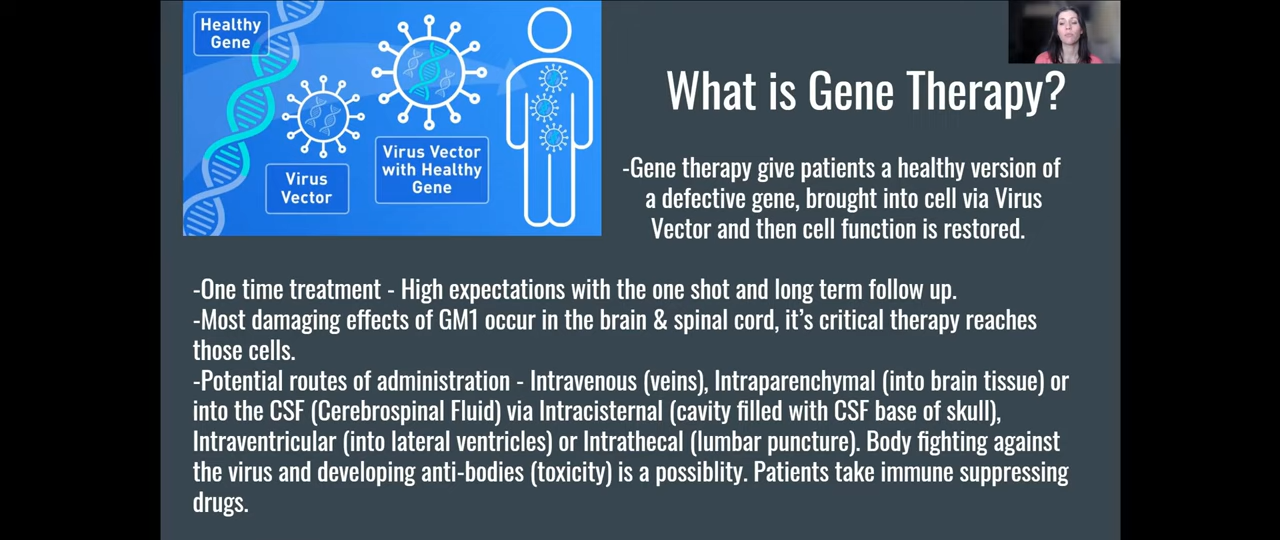 Healthy
Gene
Virus
Vector
Virus Vector
with Healthy
Gene
What is Gene Therapy?
-Gene therapy give patients a healthy version of
a defective gene, brought into cell via Virus
Vector and then cell function is restored.
-One time treatment - High expectations with the one shot and long term follow up.
-Most damaging effects of GM1 occur in the brain & spinal cord, it’s critical therapy reaches
those cells.
-Potential routes of administration - Intravenous (veins), Intraparenchymal (into brain tissue) or
into the CSF (Cerebrospinal Fluid) via Intracisternal (cavity filled with CSF base of skull),
Intraventricular (into lateral ventricles) or Intrathecal (lumbar puncture). Body fighting against
the virus and developing anti-bodies (toxicity) is a possiblity. Patients take immune suppressing
drugs.